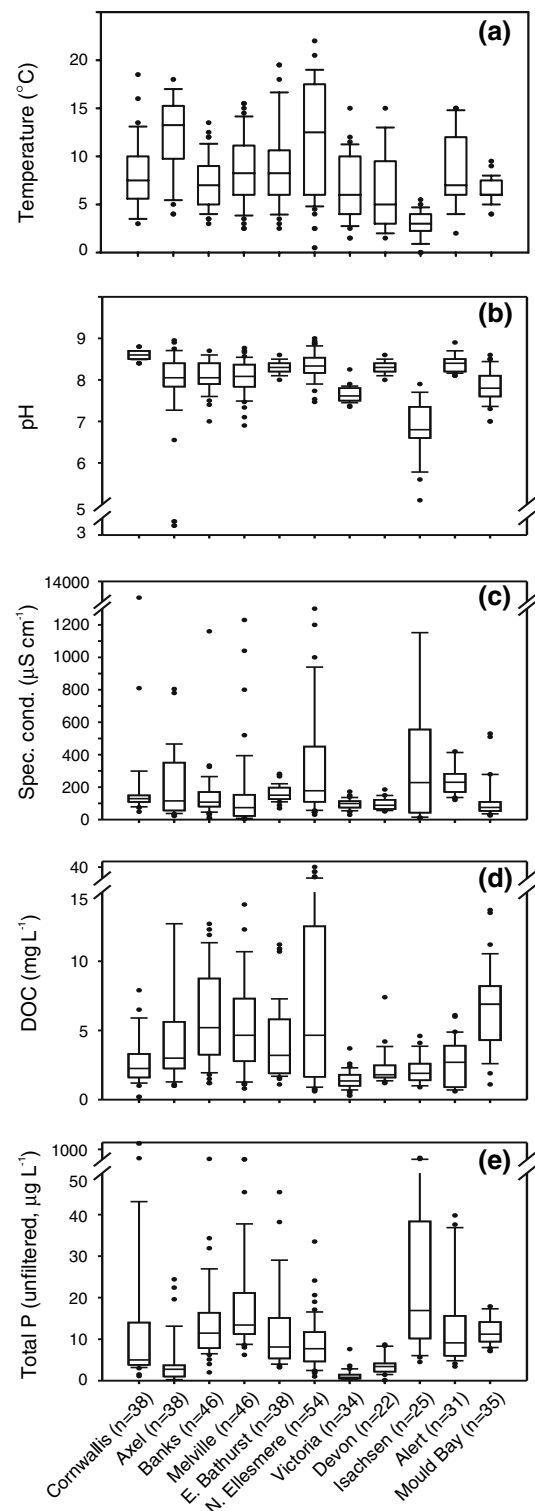 (a)
Temperature (°C)
20
15
10
5
0
(b)
pH
9
8
7
6
5
3
(c)
Spec. cond. (µS cm⁻¹)
14000
1200
1000
800
600
400
200
0
(d)
DOC (mg L⁻¹)
40
15
10
5
0
(e)
Total P (unfiltered, µg L⁻¹)
1000
50
40
30
20
10
0
Cornwallis (n=38)
Axel (n=38)
Banks (n=46)
Melville (n=46)
E. Bathurst (n=38)
N. Ellesmere (n=54)
Victoria (n=34)
Devon (n=22)
Isachsen (n=25)
Alert (n=31)
Mould Bay (n=35)